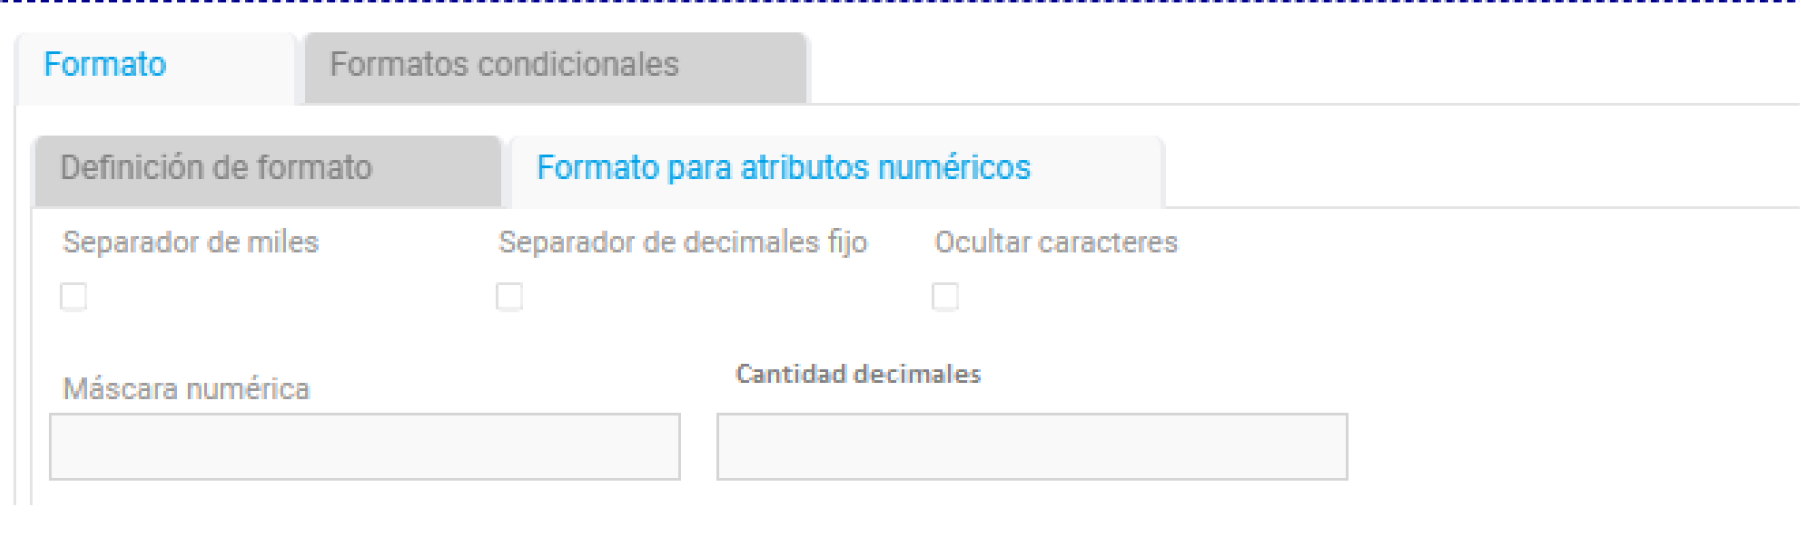 Formato Formatos condicionales
Definición de formato Formato para atributos numéricos
Separador de miles Separador de decimales fijo Ocultar caracteres
Máscara numérica Cantidad decimales